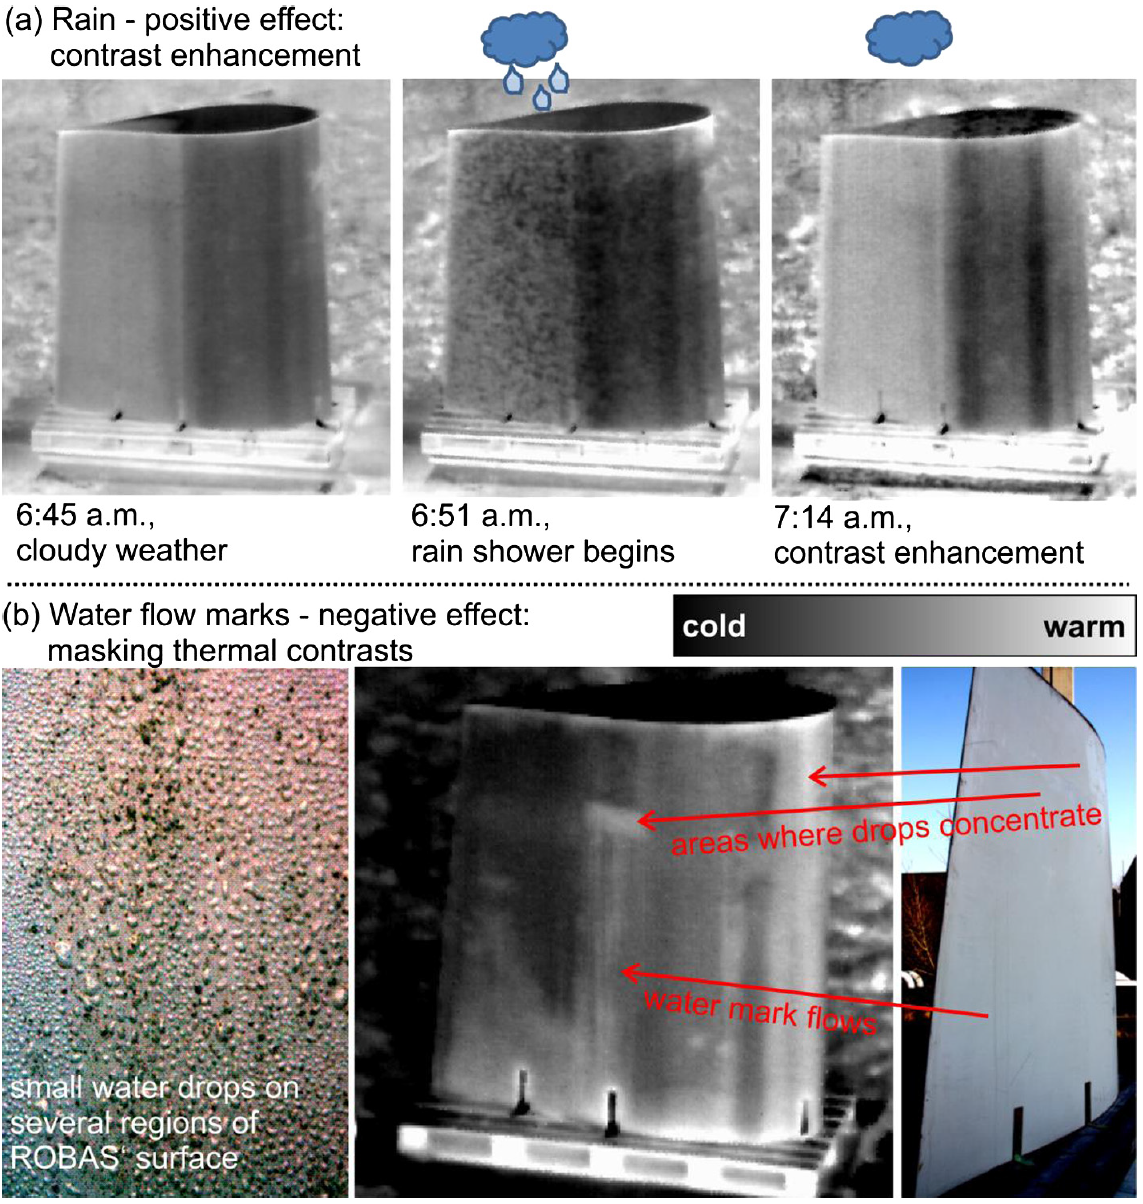 (a) Rain - positive effect:
contrast enhancement
6:45 a.m.,
cloudy weather
6:51 a.m.,
rain shower begins
7:14 a.m.,
contrast enhancement
(b) Water flow marks - negative effect:
masking thermal contrasts
cold
warm
areas where drops concentrate
water mark flows
small water drops on
several regions of
ROBAS‘ surface